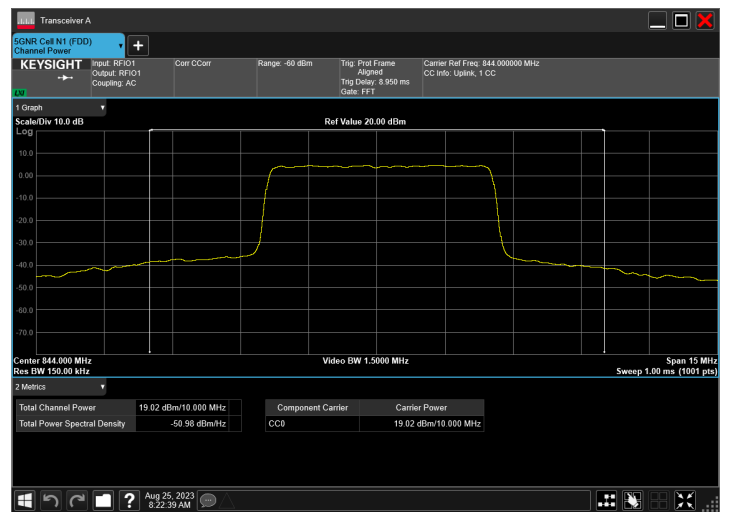 Transceiver A
5GNR Cell N1 (FDD)
Channel Power
KEYSIGHT
LXI
Input: RFIO1
Output: RFIO1
Coupling: AC
Corr CCorr
Range: -60 dBm
Trig: Prot Frame
Aligned
Trig Delay: 8.950 ms
Gate: FFT
Carrier Ref Freq: 844.000000 MHz
CC Info: Uplink, 1 CC
1 Graph
Scale/Div 10.0 dB
Ref Value 20.00 dBm
Log
10.0
0.00
-10.0
-20.0
-30.0
-40.0
-50.0
-60.0
-70.0
Center 844.000 MHz
Video BW 1.5000 MHz
Span 15 MHz
Res BW 150.00 kHz
Sweep 1.00 ms (1001 pts)
2 Metrics
Total Channel Power 19.02 dBm/10.000 MHz
Total Power Spectral Density -50.98 dBm/Hz
Component Carrier Carrier Power
CC0 19.02 dBm/10.000 MHz
Aug 25, 2023
8:22:39 AM